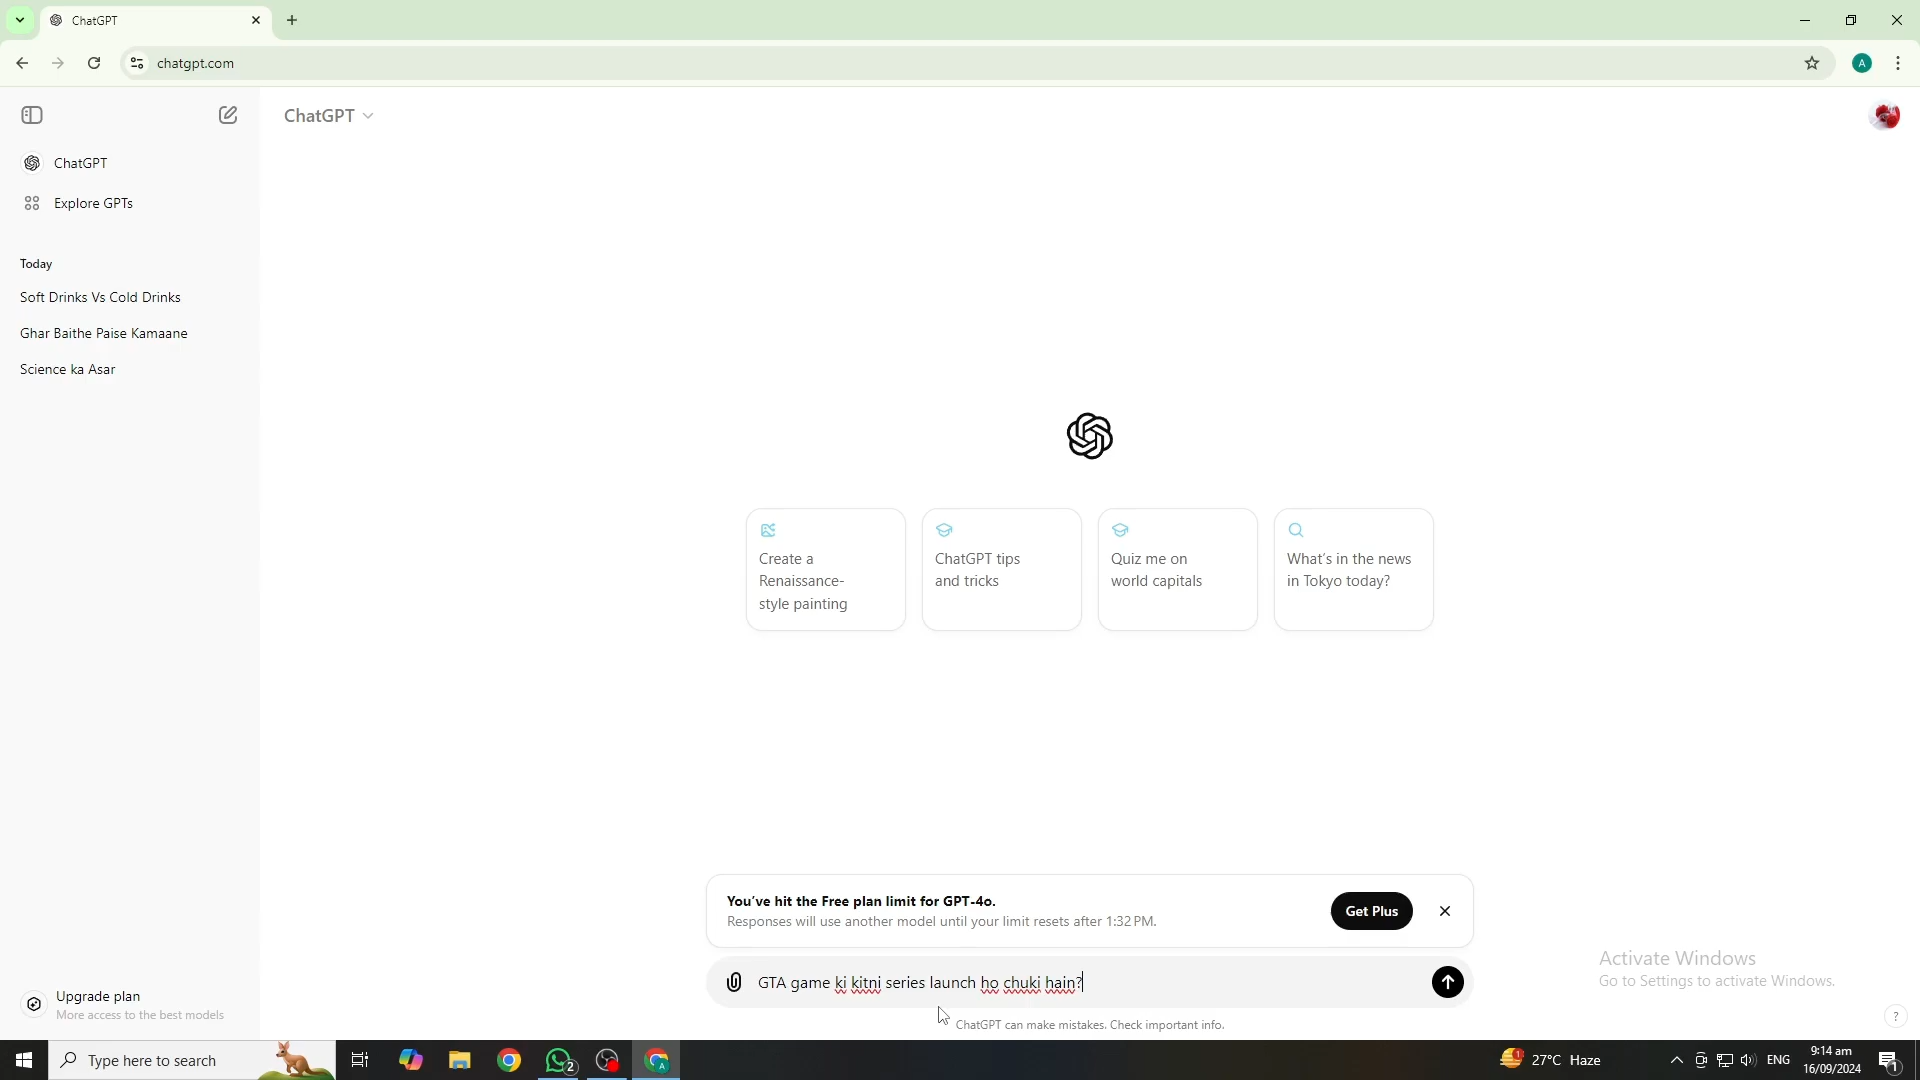 ChatGPT
chatgpt.com
A
ChatGPT
ChatGPT
Explore GPTs
Today
Soft Drinks Vs Cold Drinks
Ghar Baithe Paise Kamaane
Science ka Asar
Create a
Renaissance-
style painting
ChatGPT tips
and tricks
Quiz me on
world capitals
What's in the news
in Tokyo today?
You've hit the Free plan limit for GPT-4o.
Responses will use another model until your limit resets after 1:32 PM.
Get Plus
GTA game ki kitni series launch ho chuki hain?
ChatGPT can make mistakes. Check important info.
Activate Windows
Go to Settings to activate Windows.
Upgrade plan
More access to the best models
?
Type here to search
2
A
1
27°C Haze
ENG
9:14 am
16/09/2024
1